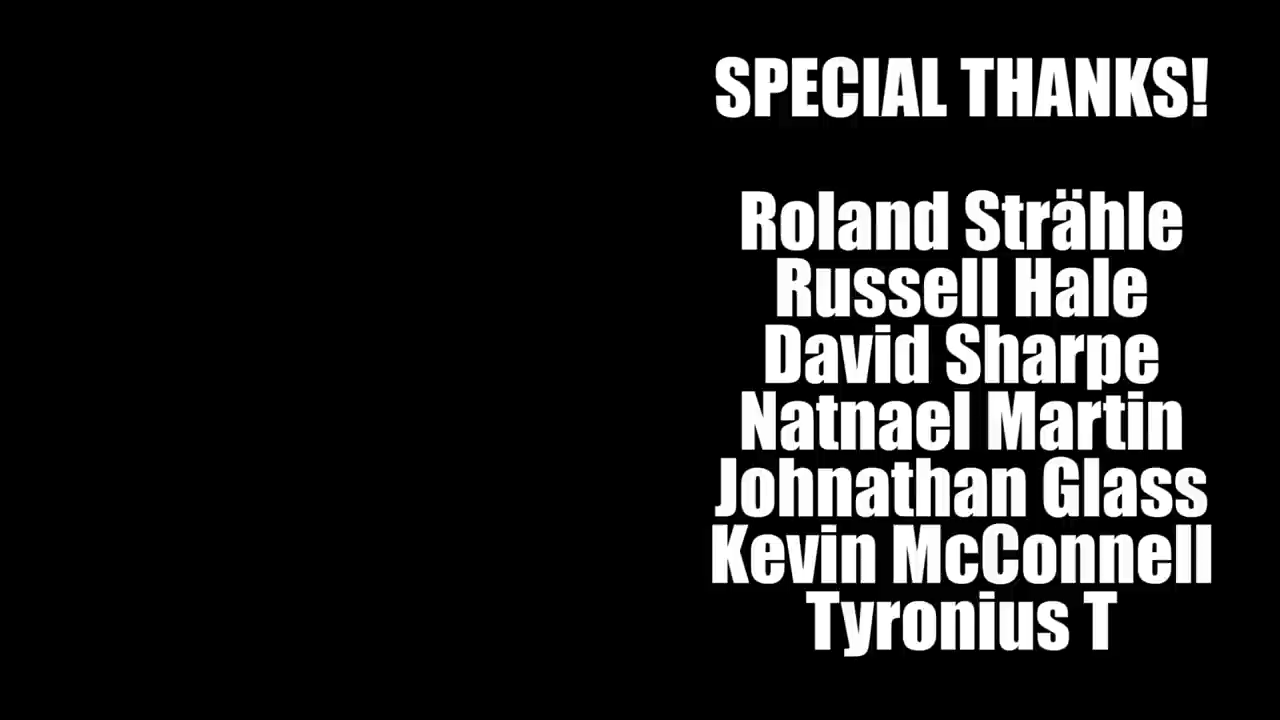 SPECIAL THANKS!
Roland Strähle
Russell Hale
David Sharpe
Natnael Martin
Johnathan Glass
Kevin McConnell
Tyronius T